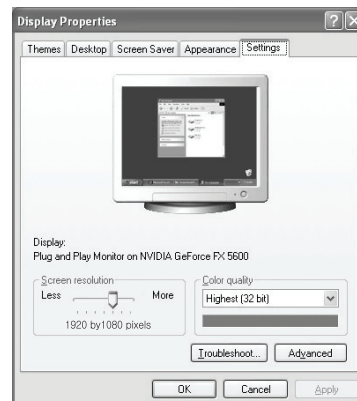 Display Properties
Themes Desktop Screen Saver Appearance Settings
Display:
Plug and Play Monitor on NVIDIA GeForce FX 5600
Screen resolution
Less More
1920 by1080 pixels
Color quality
Highest (32 bit)
Troubleshoot... Advanced
OK Cancel Apply